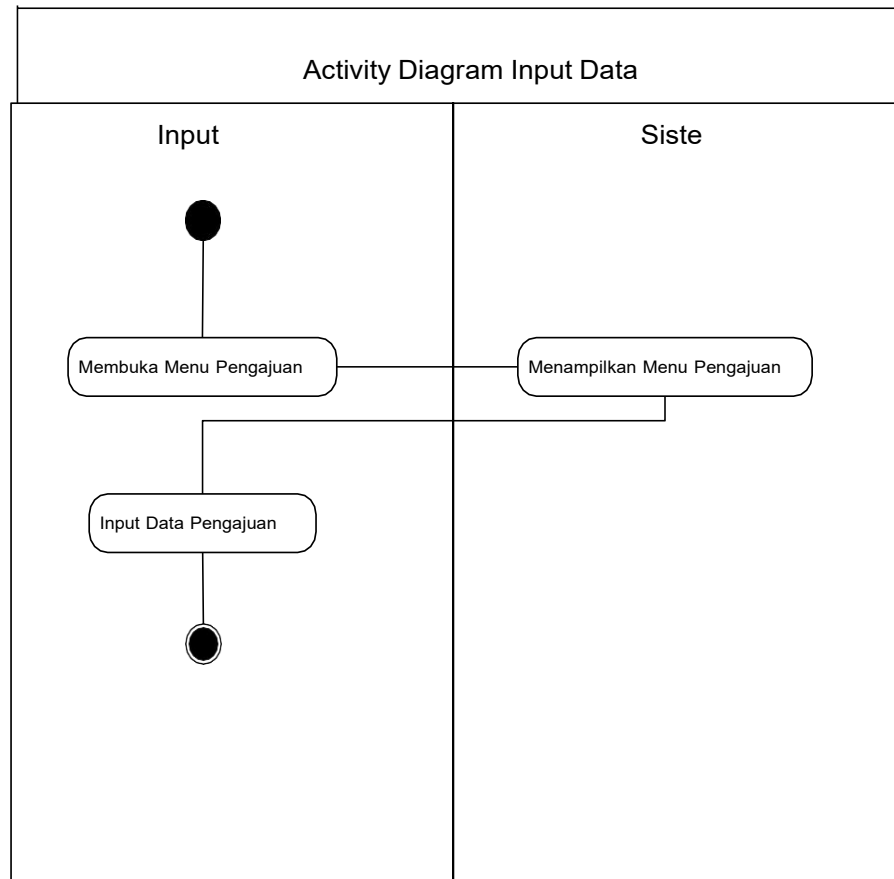 Activity Diagram Input Data
Input
Siste
Membuka Menu Pengajuan
Menampilkan Menu Pengajuan
Input Data Pengajuan